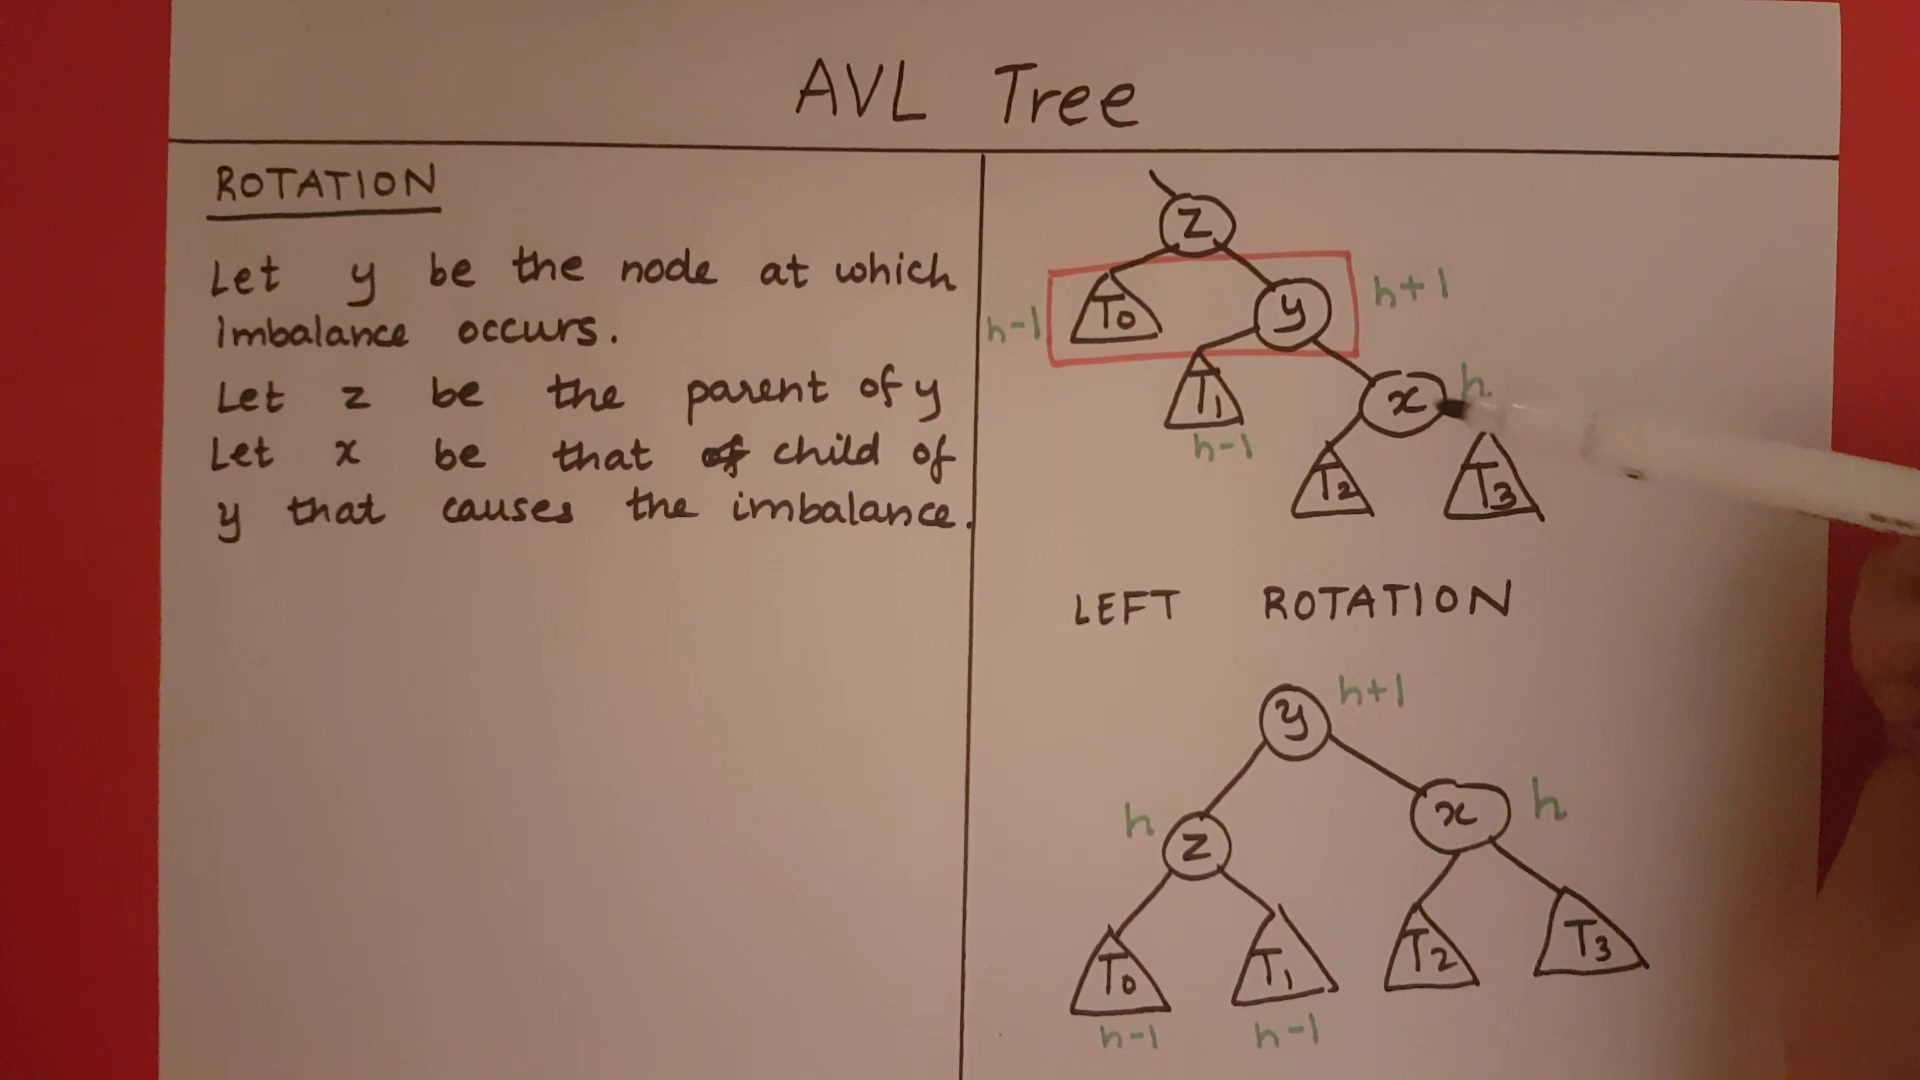 AVL Tree
ROTATION
Let y be the node at which
imbalance occurs.
Let z be the parent of y
Let x be that of child of
y that causes the imbalance.
z
T0
y
h-1
h+1
T1
h-1
x
h
T2
T3
LEFT ROTATION
y
h+1
h
z
x
h
T0
T1
T2
T3
h-1
h-1